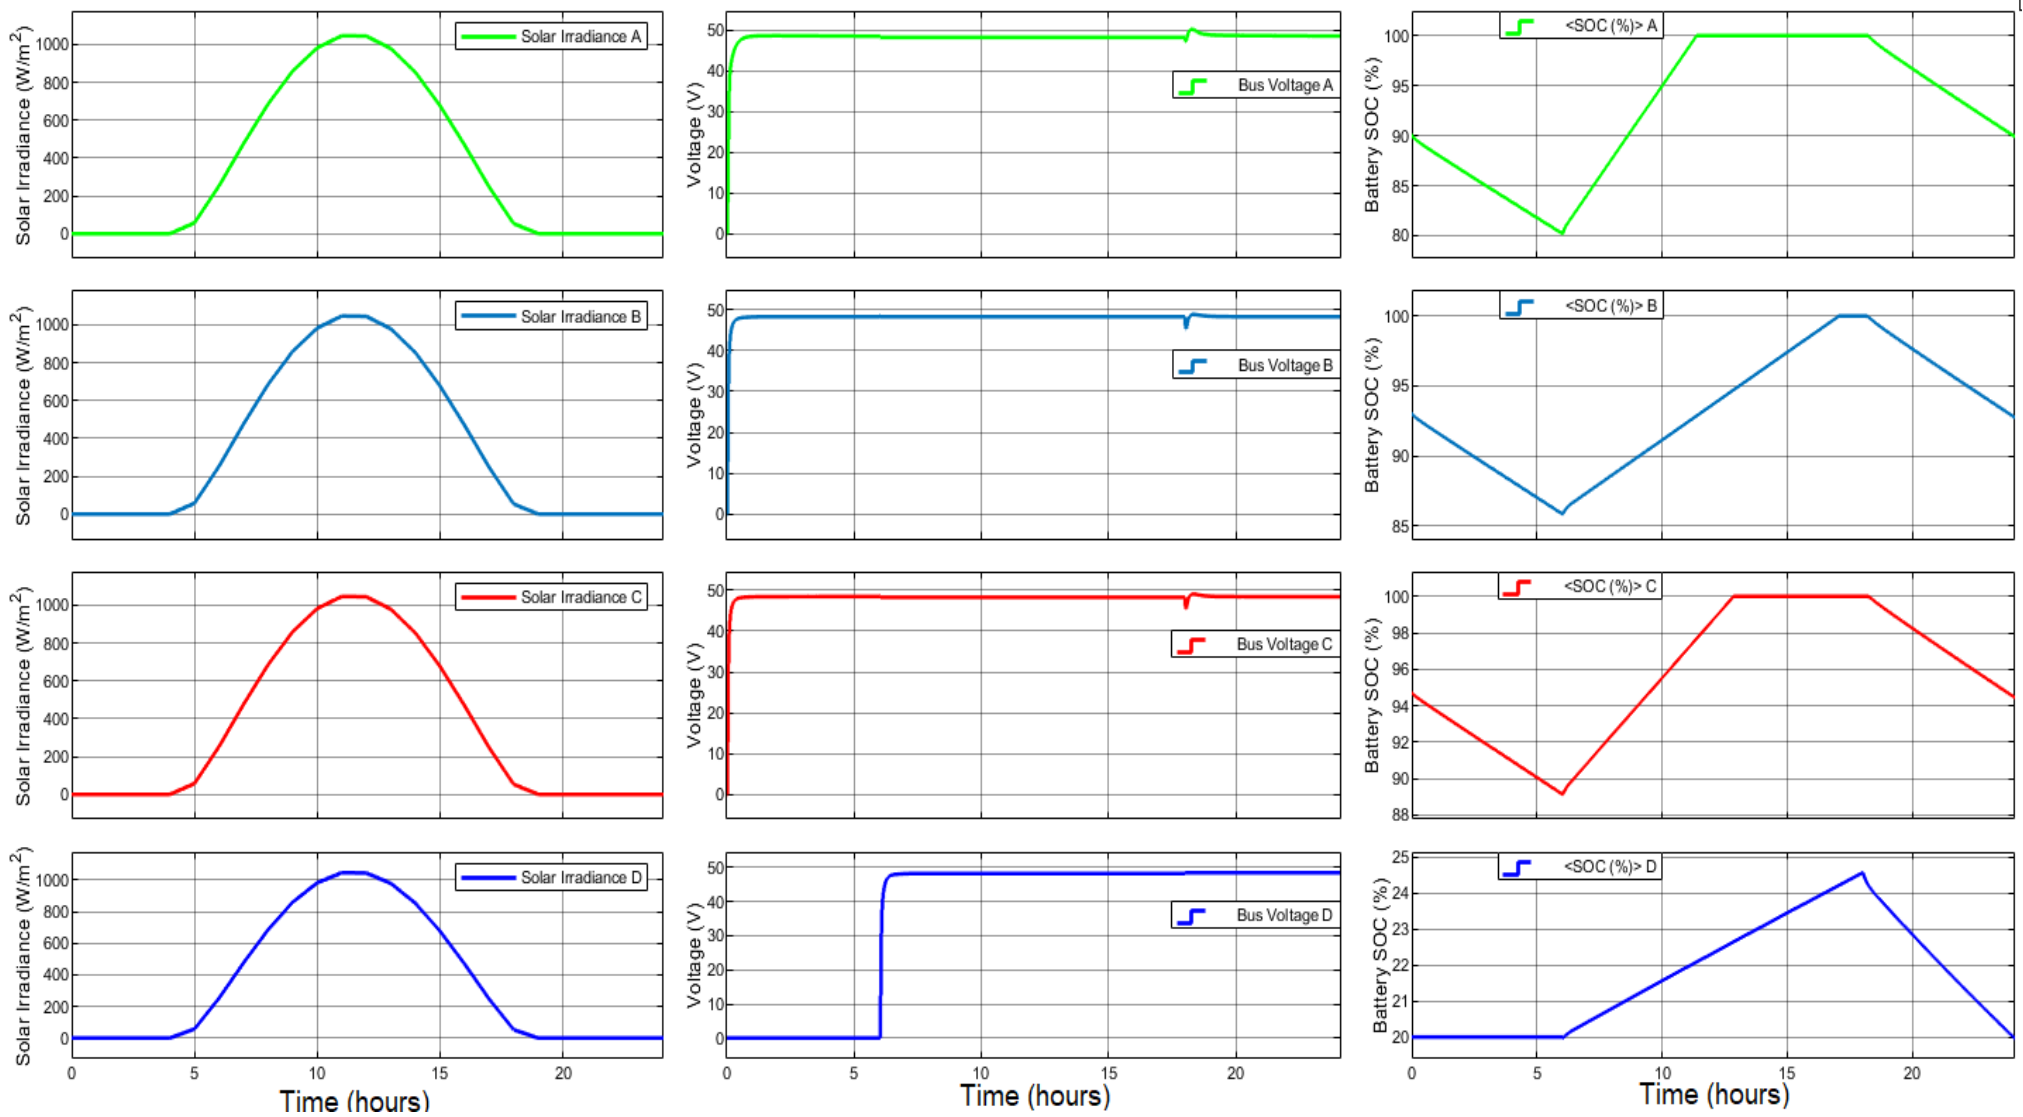 Solar Irradiance (W/m²)
1000
800
600
400
200
0
Solar Irradiance A
Voltage (V)
50
40
30
20
10
0
Bus Voltage A
Battery SOC (%)
100
95
90
85
80
<SOC (%)> A
Solar Irradiance (W/m²)
1000
800
600
400
200
0
Solar Irradiance B
Voltage (V)
50
40
30
20
10
0
Bus Voltage B
Battery SOC (%)
100
95
90
85
<SOC (%)> B
Solar Irradiance (W/m²)
1000
800
600
400
200
0
Solar Irradiance C
Voltage (V)
50
40
30
20
10
0
Bus Voltage C
Battery SOC (%)
100
98
96
94
92
90
88
<SOC (%)> C
Solar Irradiance (W/m²)
1000
800
600
400
200
0
Solar Irradiance D
0 5 10 15 20
Time (hours)
Voltage (V)
50
40
30
20
10
0
Bus Voltage D
0 5 10 15 20
Time (hours)
Battery SOC (%)
25
24
23
22
21
20
<SOC (%)> D
0 5 10 15 20
Time (hours)